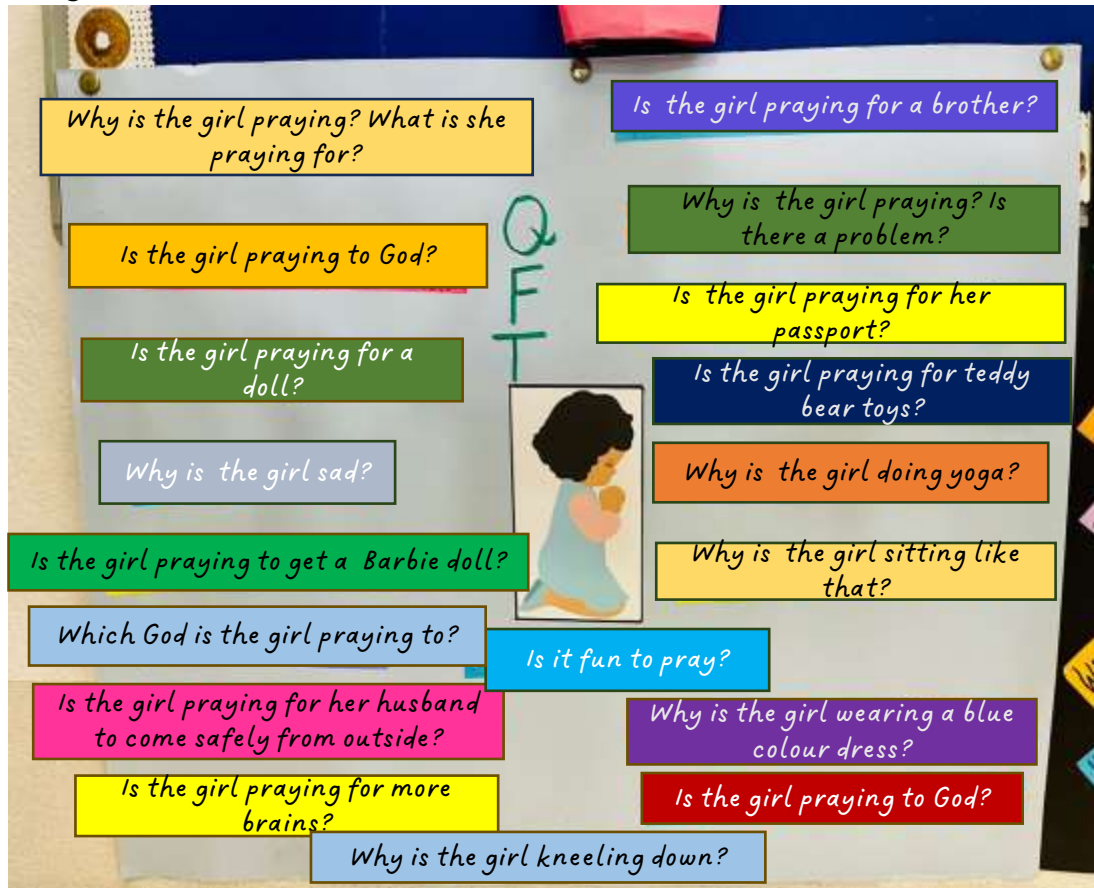 Why is the girl praying? What is she
praying for?
Is the girl praying to God?
Is the girl praying for a
doll?
Why is the girl sad?
Is the girl praying to get a Barbie doll?
Which God is the girl praying to?
Is the girl praying for her husband
to come safely from outside?
Is the girl praying for more
brains?
Why is the girl kneeling down?
Q
F
T
Is the girl praying for a brother?
Why is the girl praying? Is
there a problem?
Is the girl praying for her
passport?
Is the girl praying for teddy
bear toys?
Why is the girl doing yoga?
Why is the girl sitting like
that?
Is it fun to pray?
Why is the girl wearing a blue
colour dress?
Is the girl praying to God?